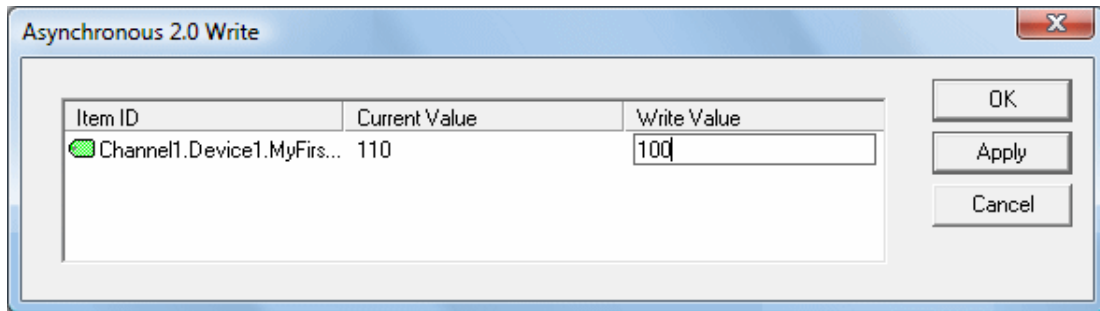 Asynchronous 2.0 Write
Item ID Current Value Write Value
Channel1.Device1.MyFirs... 110 100
OK
Apply
Cancel